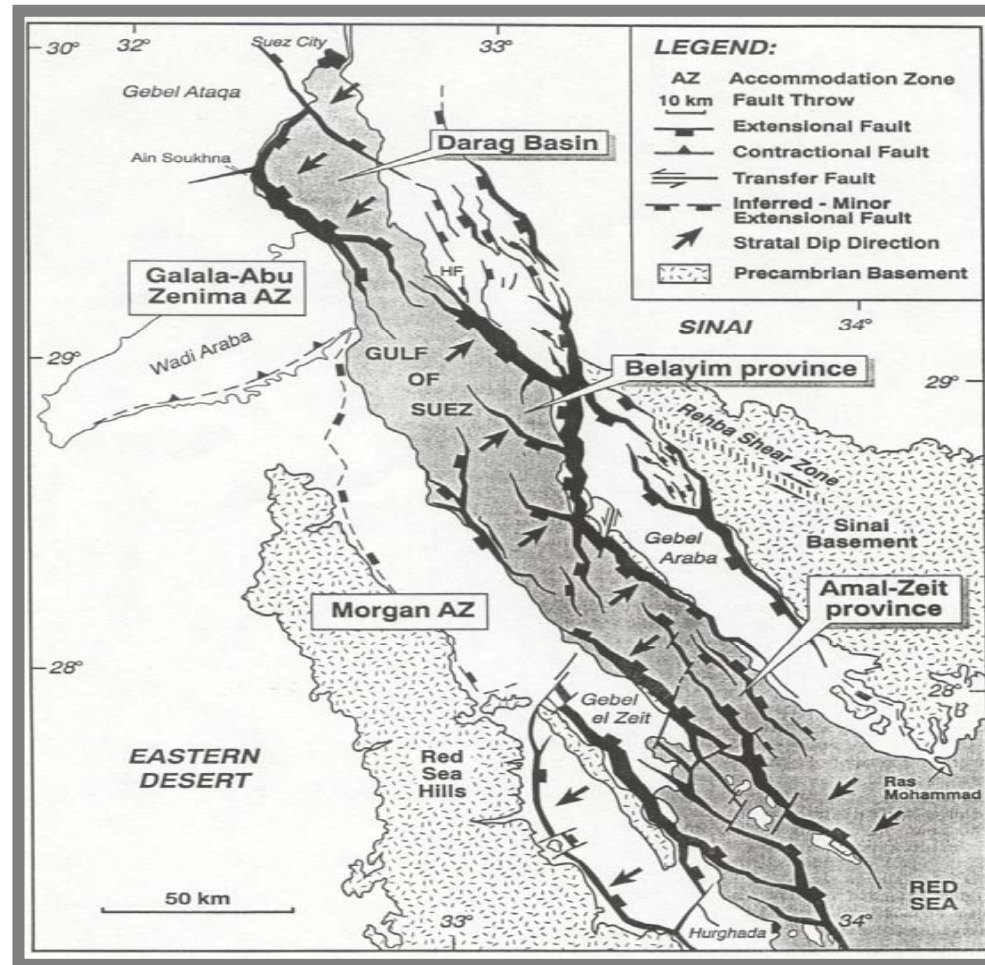 32°
33°
30°
Suez City
Gebel Ataqa
Ain Soukhna
Darag Basin
LEGEND:
AZ Accommodation Zone
10 km Fault Throw
Extensional Fault
Contractional Fault
Transfer Fault
Inferred - Minor
Extensional Fault
Stratal Dip Direction
Precambrian Basement
HF
Galala-Abu
Zenima AZ
SINAI
34°
Wadi Araba
29°
GULF
OF
SUEZ
Belayim province
29°
Rehba Shear Zone
Gebel
Araba
Sinai
Basement
Morgan AZ
Amal-Zeit
province
28°
28°
Gebel
el Zeit
EASTERN
DESERT
Red
Sea
Hills
Ras
Mohammad
50 km
RED
SEA
33°
Hurghada
34°